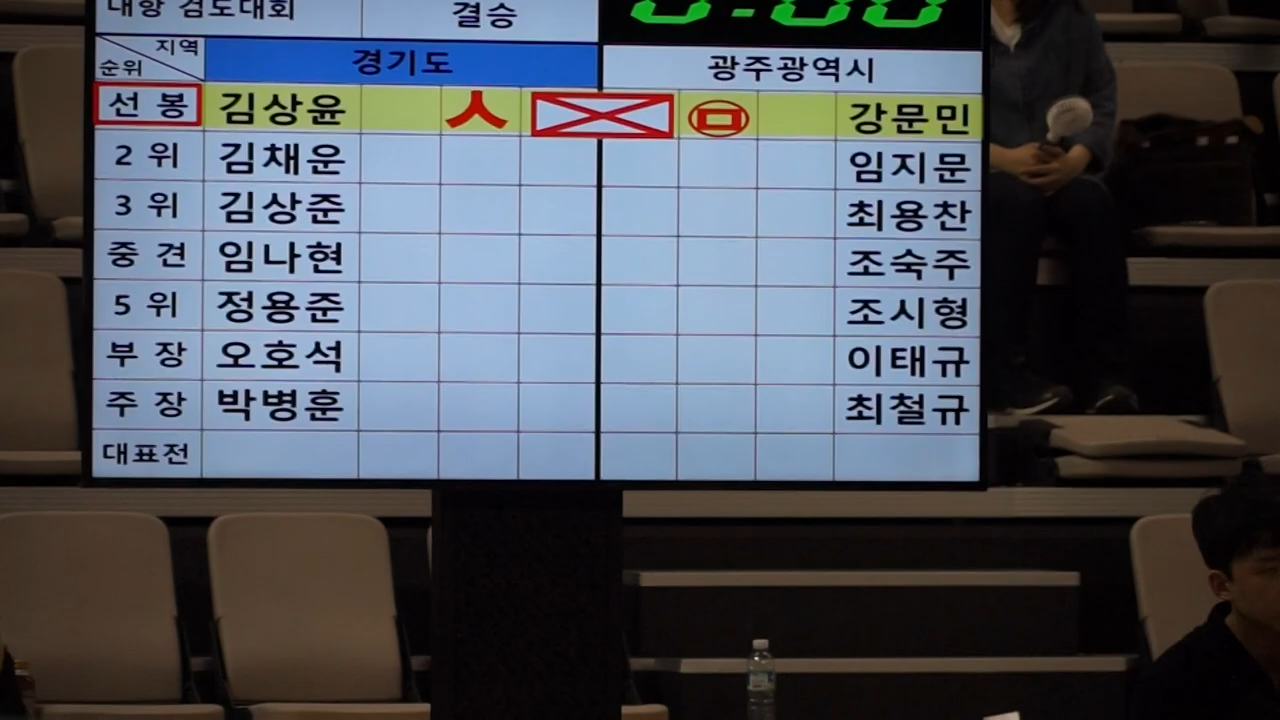 대항 검도대회 결승 0:00
지역
순위 경기도 광주광역시
선 봉 김상윤 ㅅ ㅁ 강문민
2 위 김채운 임지문
3 위 김상준 최용찬
중 견 임나현 조숙주
5 위 정용준 조시형
부 장 오호석 이태규
주 장 박병훈 최철규
대표전